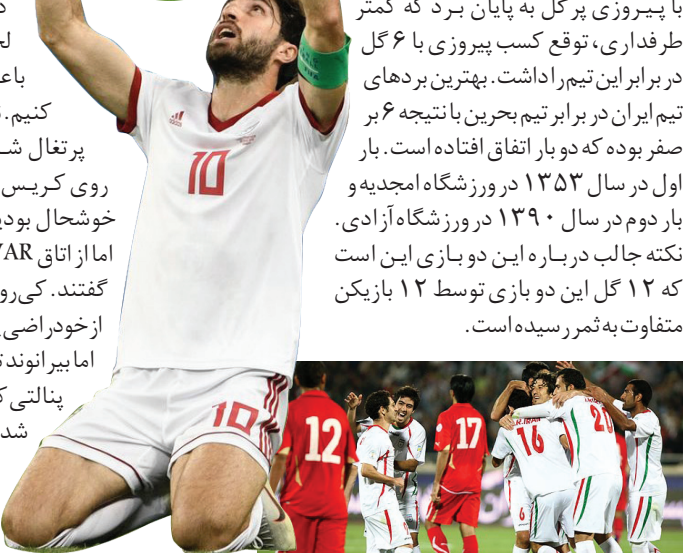 با پیروزی پرگل به پایان برد که کمتر
طرفداری، توقع کسب پیروزی با ۶ گل
در برابر این تیم را داشت. بهترین بردهای
تیم ایران در برابر تیم بحرین با نتیجه ۶ بر
صفر بوده که دو بار اتفاق افتاده است. بار
اول در سال ۱۳۵۳ در ورزشگاه امجدیه و
بار دوم در سال ۱۳۹۰ در ورزشگاه آزادی.
نکته جالب درباره این دو بازی این است
که ۱۲ گل این دو بازی توسط ۱۲ بازیکن
متفاوت به ثمر رسیده است.
کنیم.
پرتغال
روی کریس
خوشحال بودیم
اما از اتاق VAR
گفتند. کی‌رو
ازخودراضی
اما بیرانوند
پنالتی
شد
adidas
10
10
12
17
I.R.IRAN
16
20
6